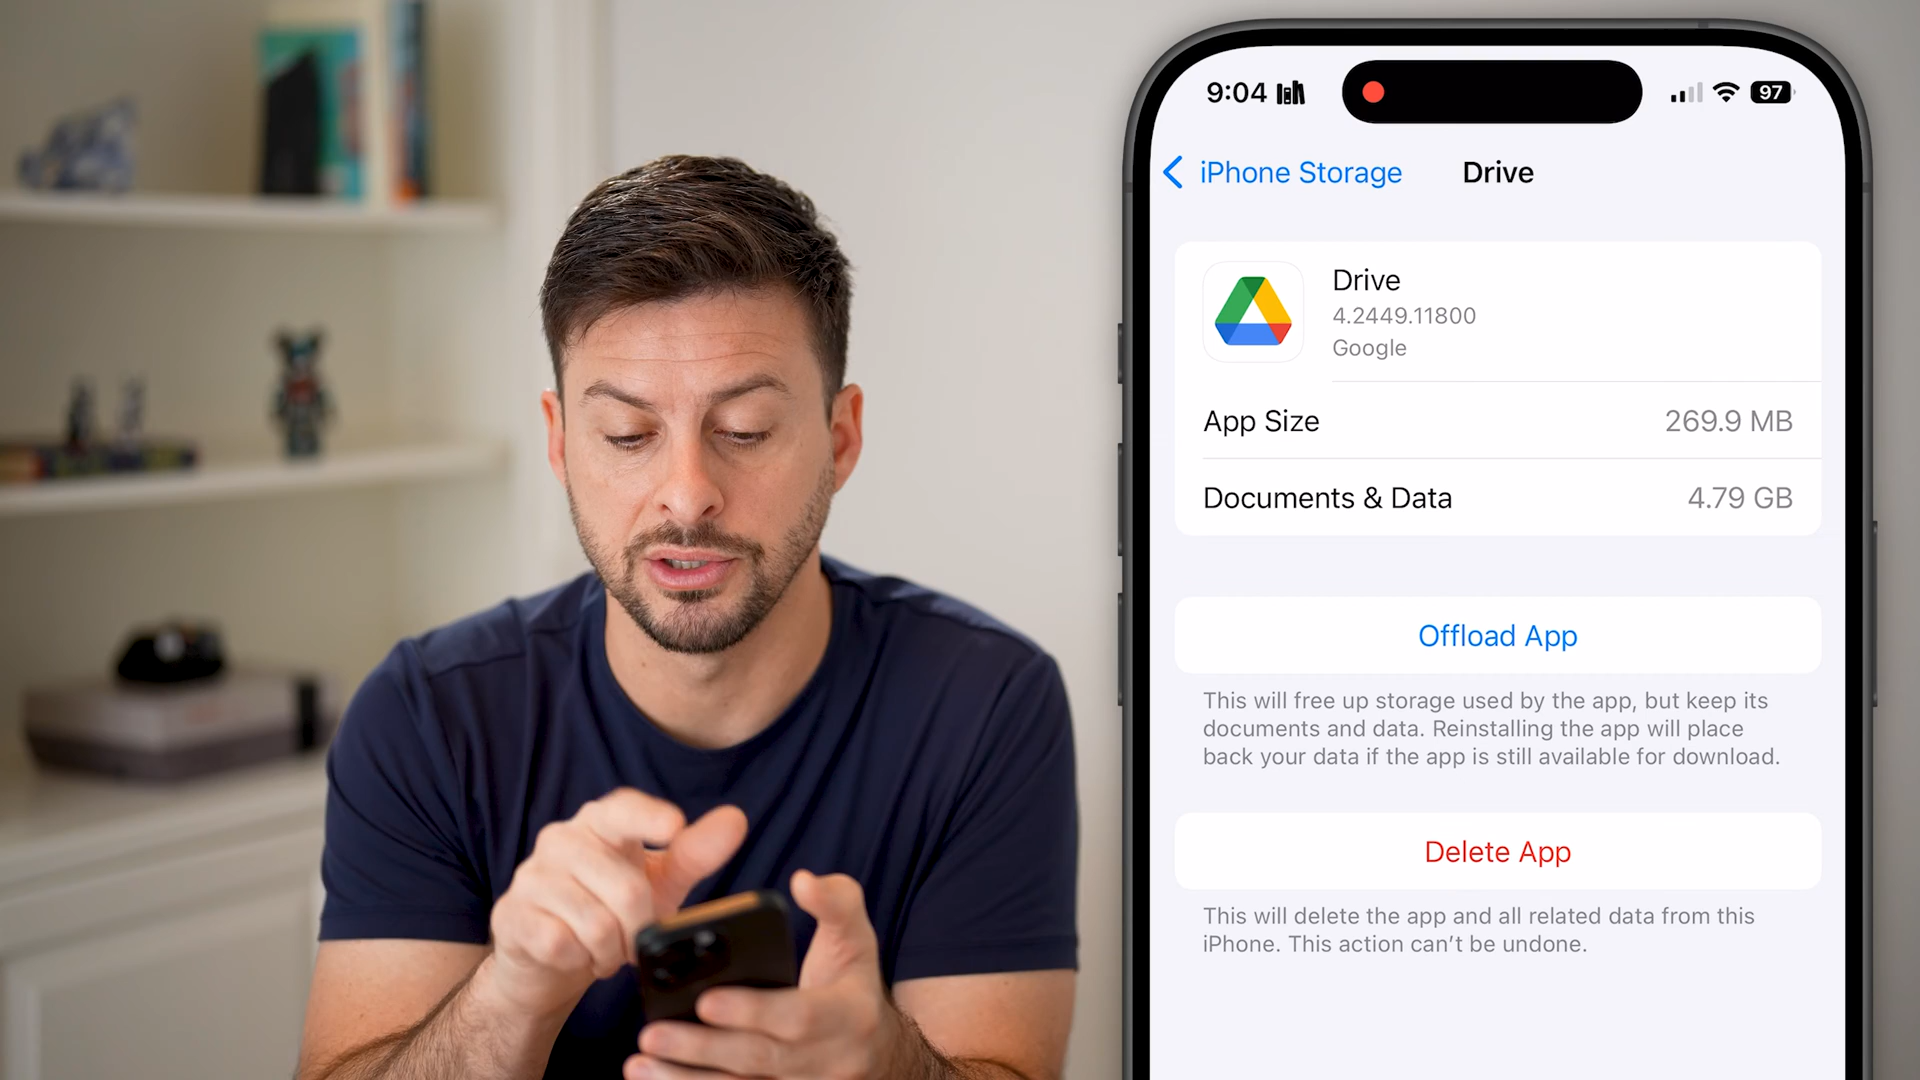 9:04
97
iPhone Storage
Drive
Drive
4.2449.11800
Google
App Size
269.9 MB
Documents & Data
4.79 GB
Offload App
This will free up storage used by the app, but keep its
documents and data. Reinstalling the app will place
back your data if the app is still available for download.
Delete App
This will delete the app and all related data from this
iPhone. This action can’t be undone.